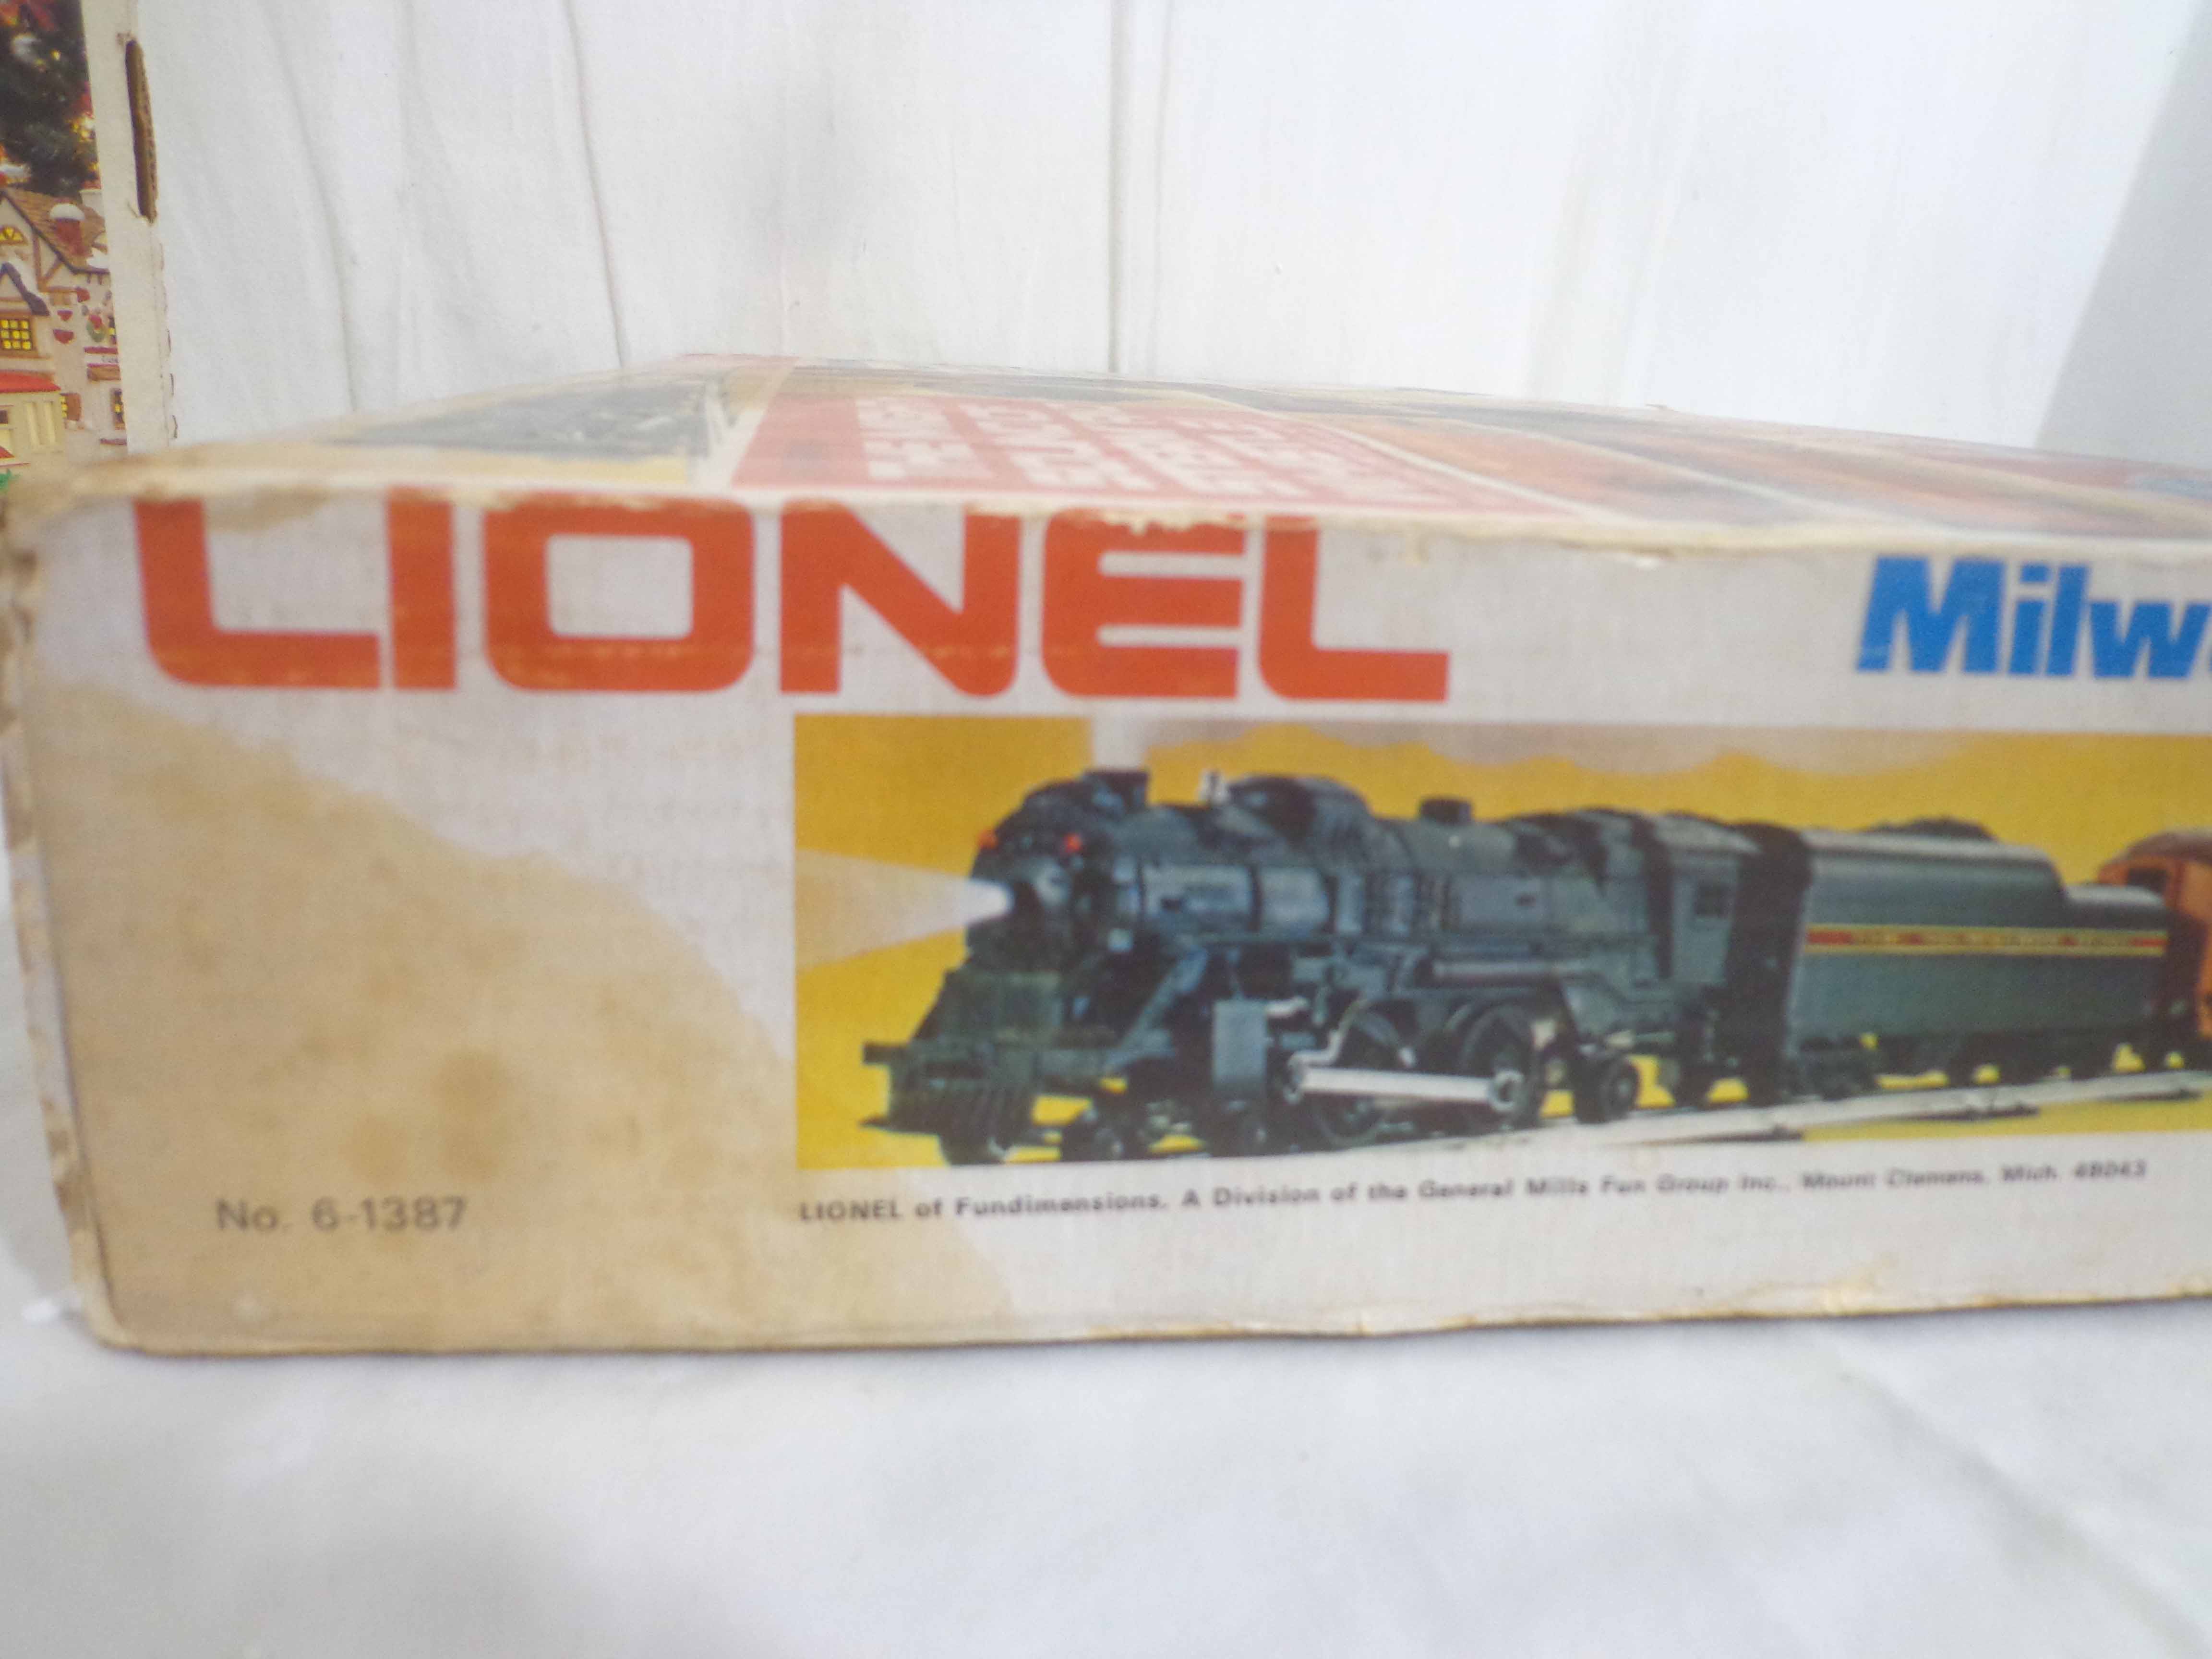 LIONEL
Milw
No. 6-1387
LIONEL of Fundimensions, A Division of the General Mills Fun Group Inc., Mount Clemens, Mich. 48043